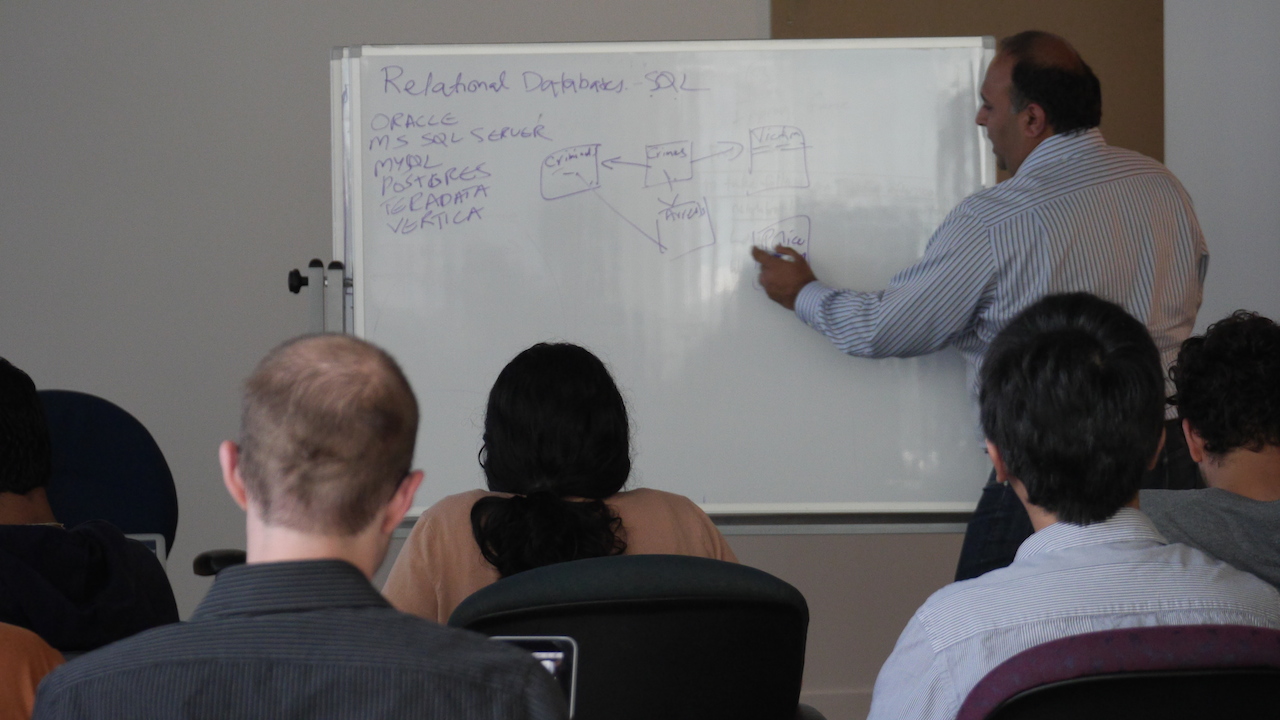 Relational Databases - SQL
ORACLE
MS SQL SERVER
MYSQL
POSTGRES
TERADATA
VERTICA
Criminal
Crimes
Victim
Arrests
Police